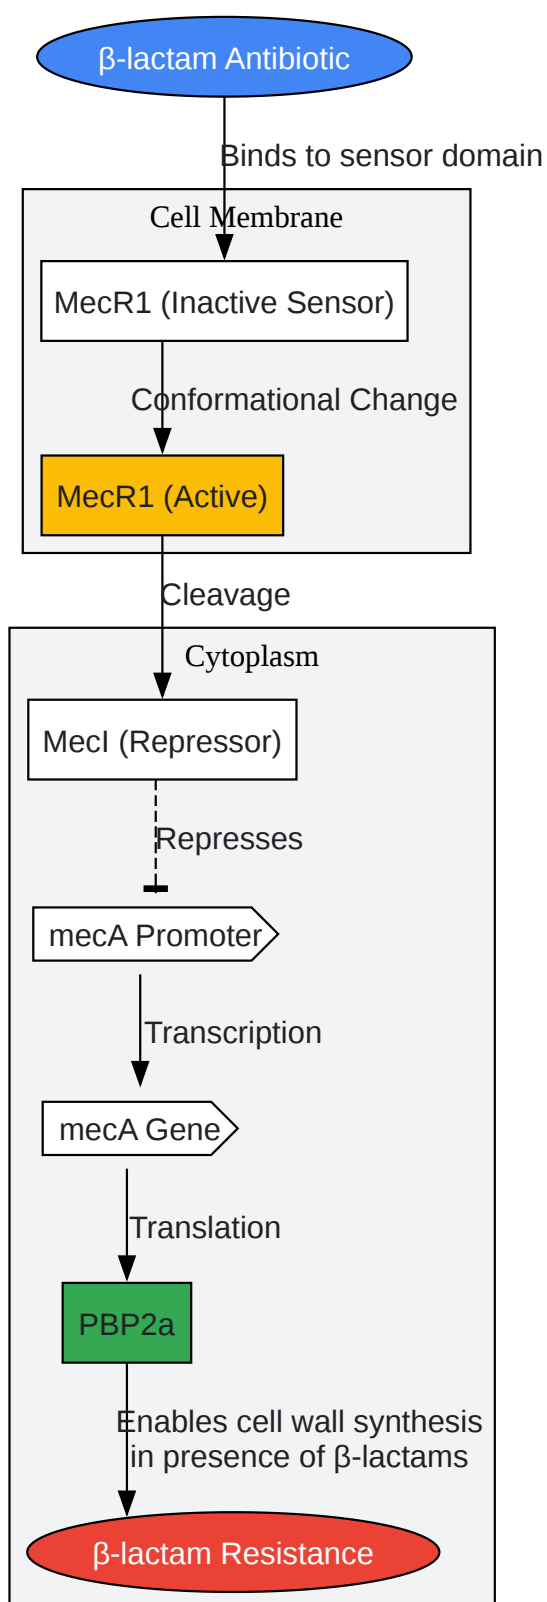 β-lactam Antibiotic
Binds to sensor domain
Cell Membrane
MecR1 (Inactive Sensor)
Conformational Change
MecR1 (Active)
Cleavage
Cytoplasm
MecI (Repressor)
Represses
mecA Promoter
Transcription
mecA Gene
Translation
PBP2a
Enables cell wall synthesis
in presence of β-lactams
β-lactam Resistance